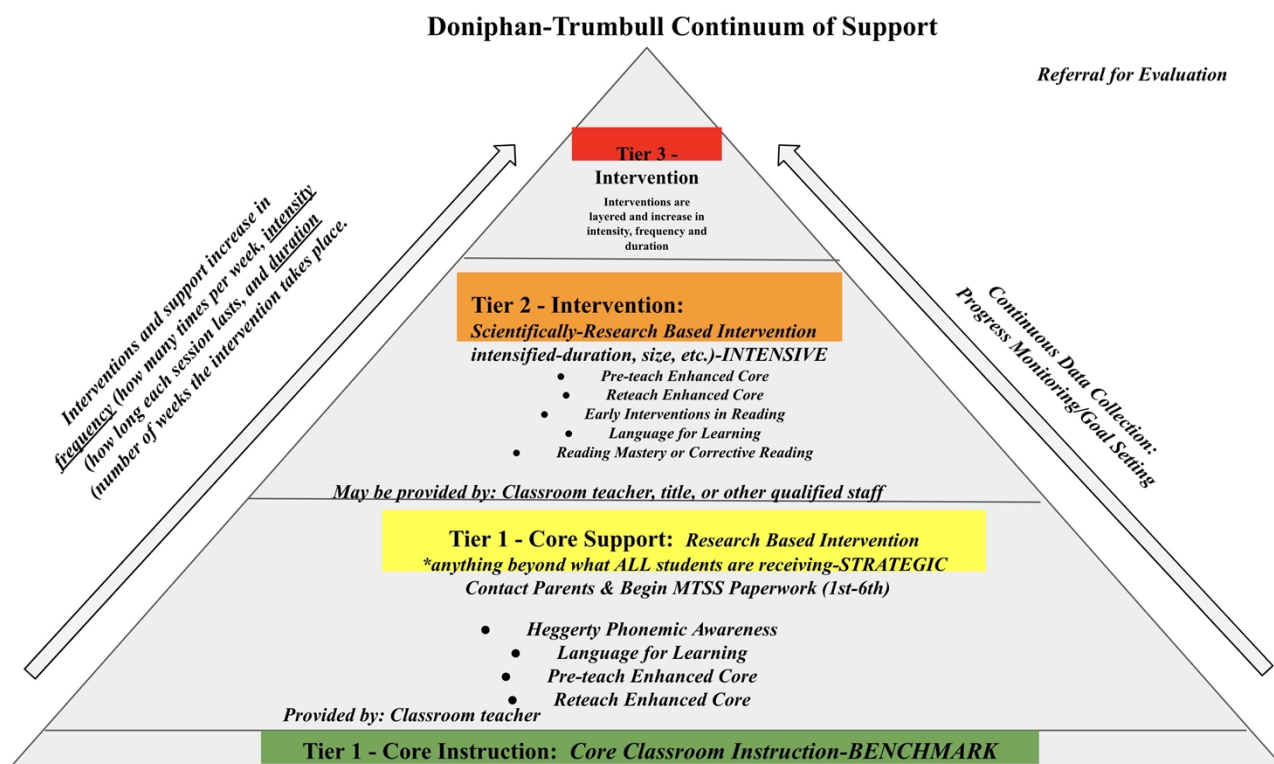 Doniphan-Trumbull Continuum of Support
Referral for Evaluation
Tier 3 -
Intervention
Interventions are
layered and increase in
intensity, frequency and
duration
Interventions and support increase in
frequency (how many times per week, intensity
(how long each session lasts, and duration
(number of weeks the intervention takes place.
Continuous Data Collection:
Progress Monitoring/Goal Setting
Tier 2 - Intervention:
Scientifically-Research Based Intervention
intensified-duration, size, etc.)-INTENSIVE
● Pre-teach Enhanced Core
● Reteach Enhanced Core
● Early Interventions in Reading
● Language for Learning
● Reading Mastery or Corrective Reading
May be provided by: Classroom teacher, title, or other qualified staff
Tier 1 - Core Support: Research Based Intervention
*anything beyond what ALL students are receiving-STRATEGIC
Contact Parents & Begin MTSS Paperwork (1st-6th)
● Heggerty Phonemic Awareness
● Language for Learning
● Pre-teach Enhanced Core
● Reteach Enhanced Core
Provided by: Classroom teacher
Tier 1 - Core Instruction: Core Classroom Instruction-BENCHMARK